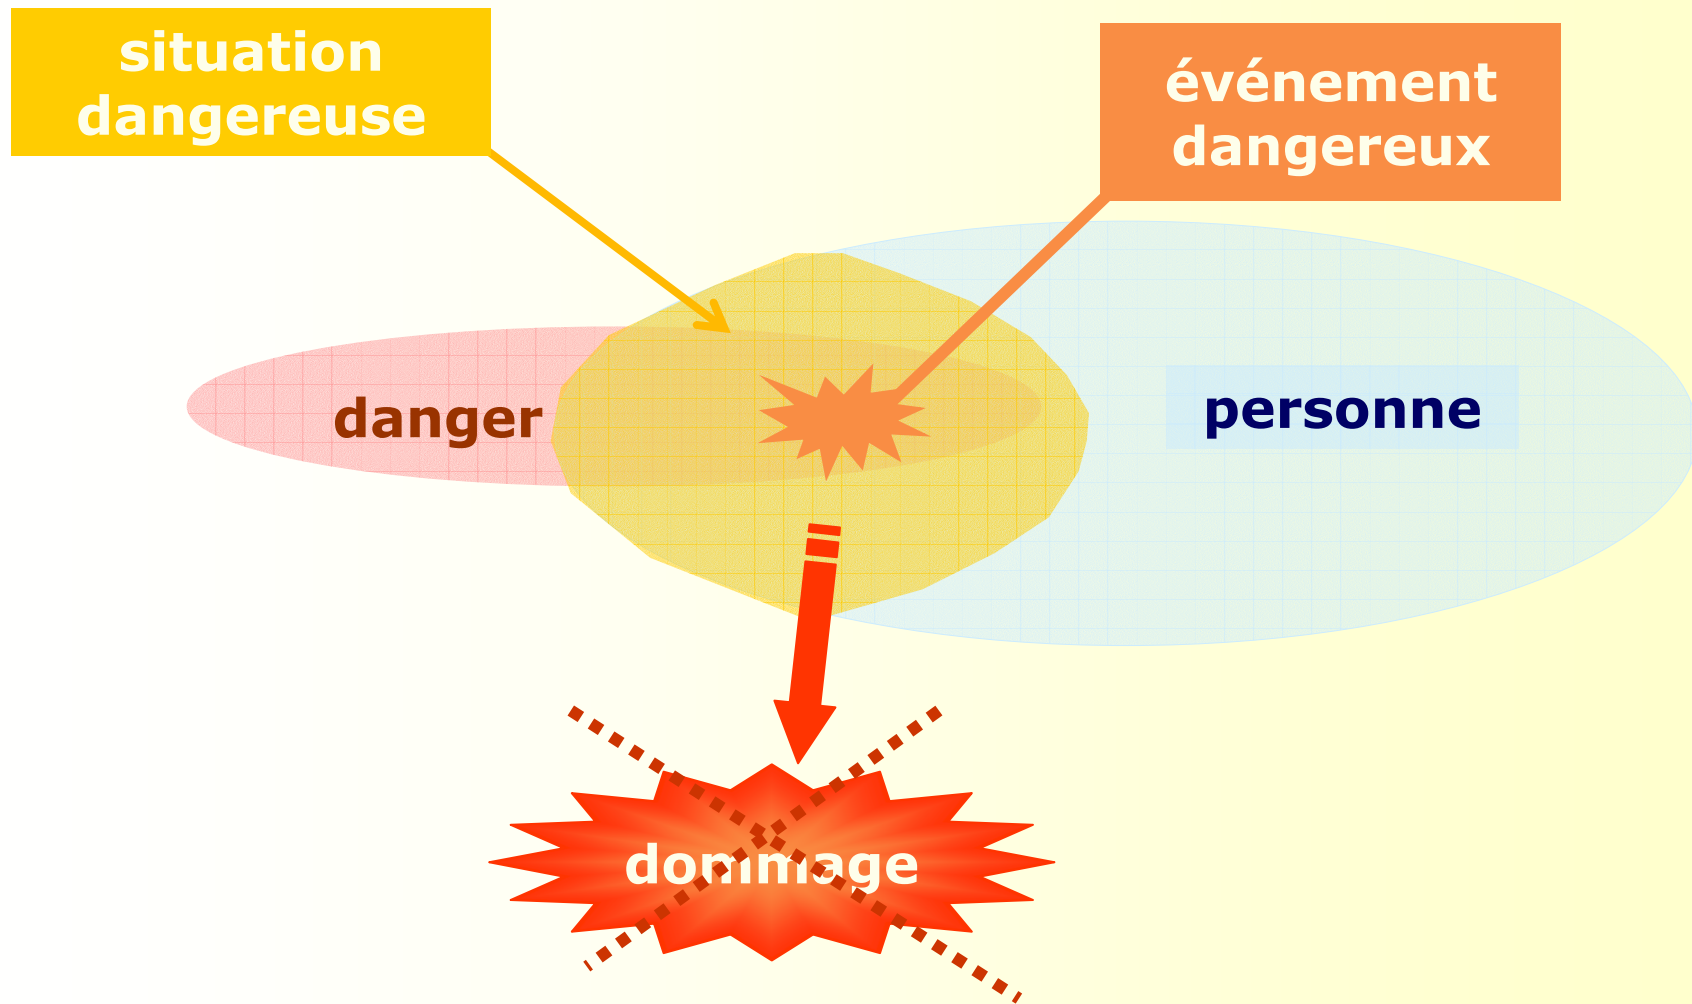 situation
dangereuse
événement
dangereux
danger
personne
dommage